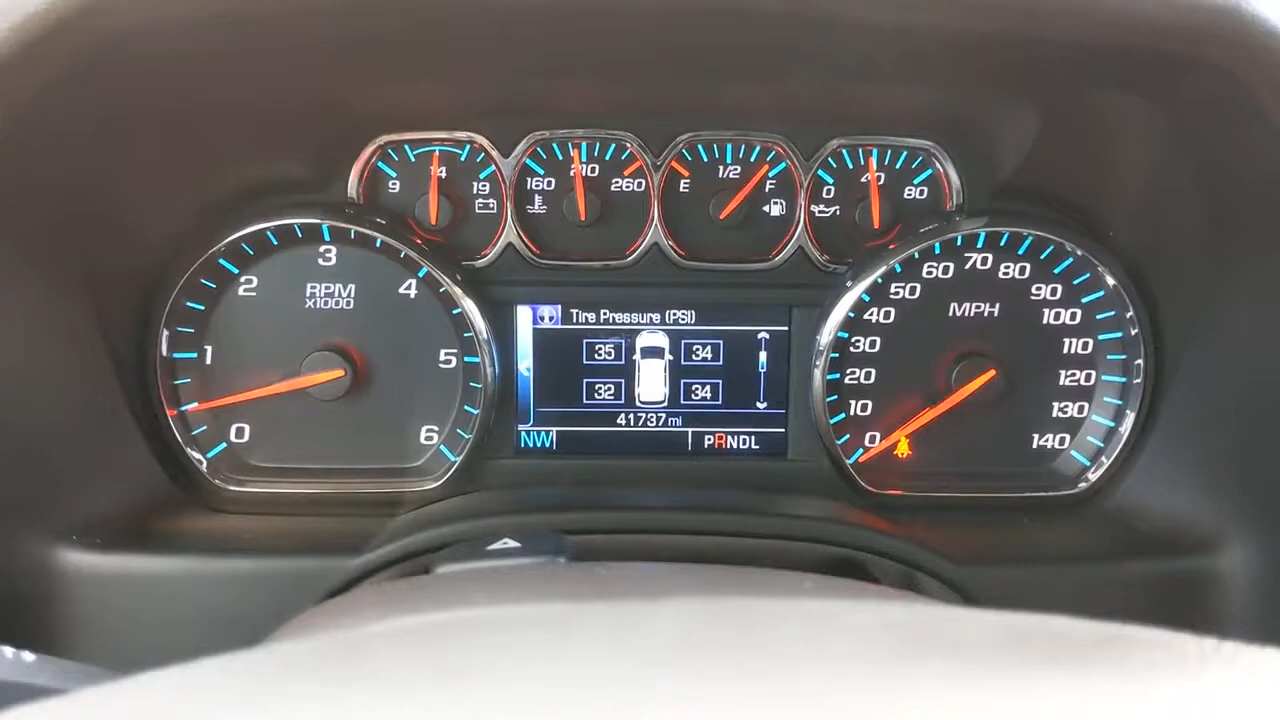 9 14 19
160 210 260
E 1/2 F
0 40 80
0 1 2 3 4 5 6
RPM
x1000
Tire Pressure (PSI)
35 34
32 34
41737 mi
NW PRNDL
0 10 20 30 40 50 60 70 80 90 100 110 120 130 140
MPH